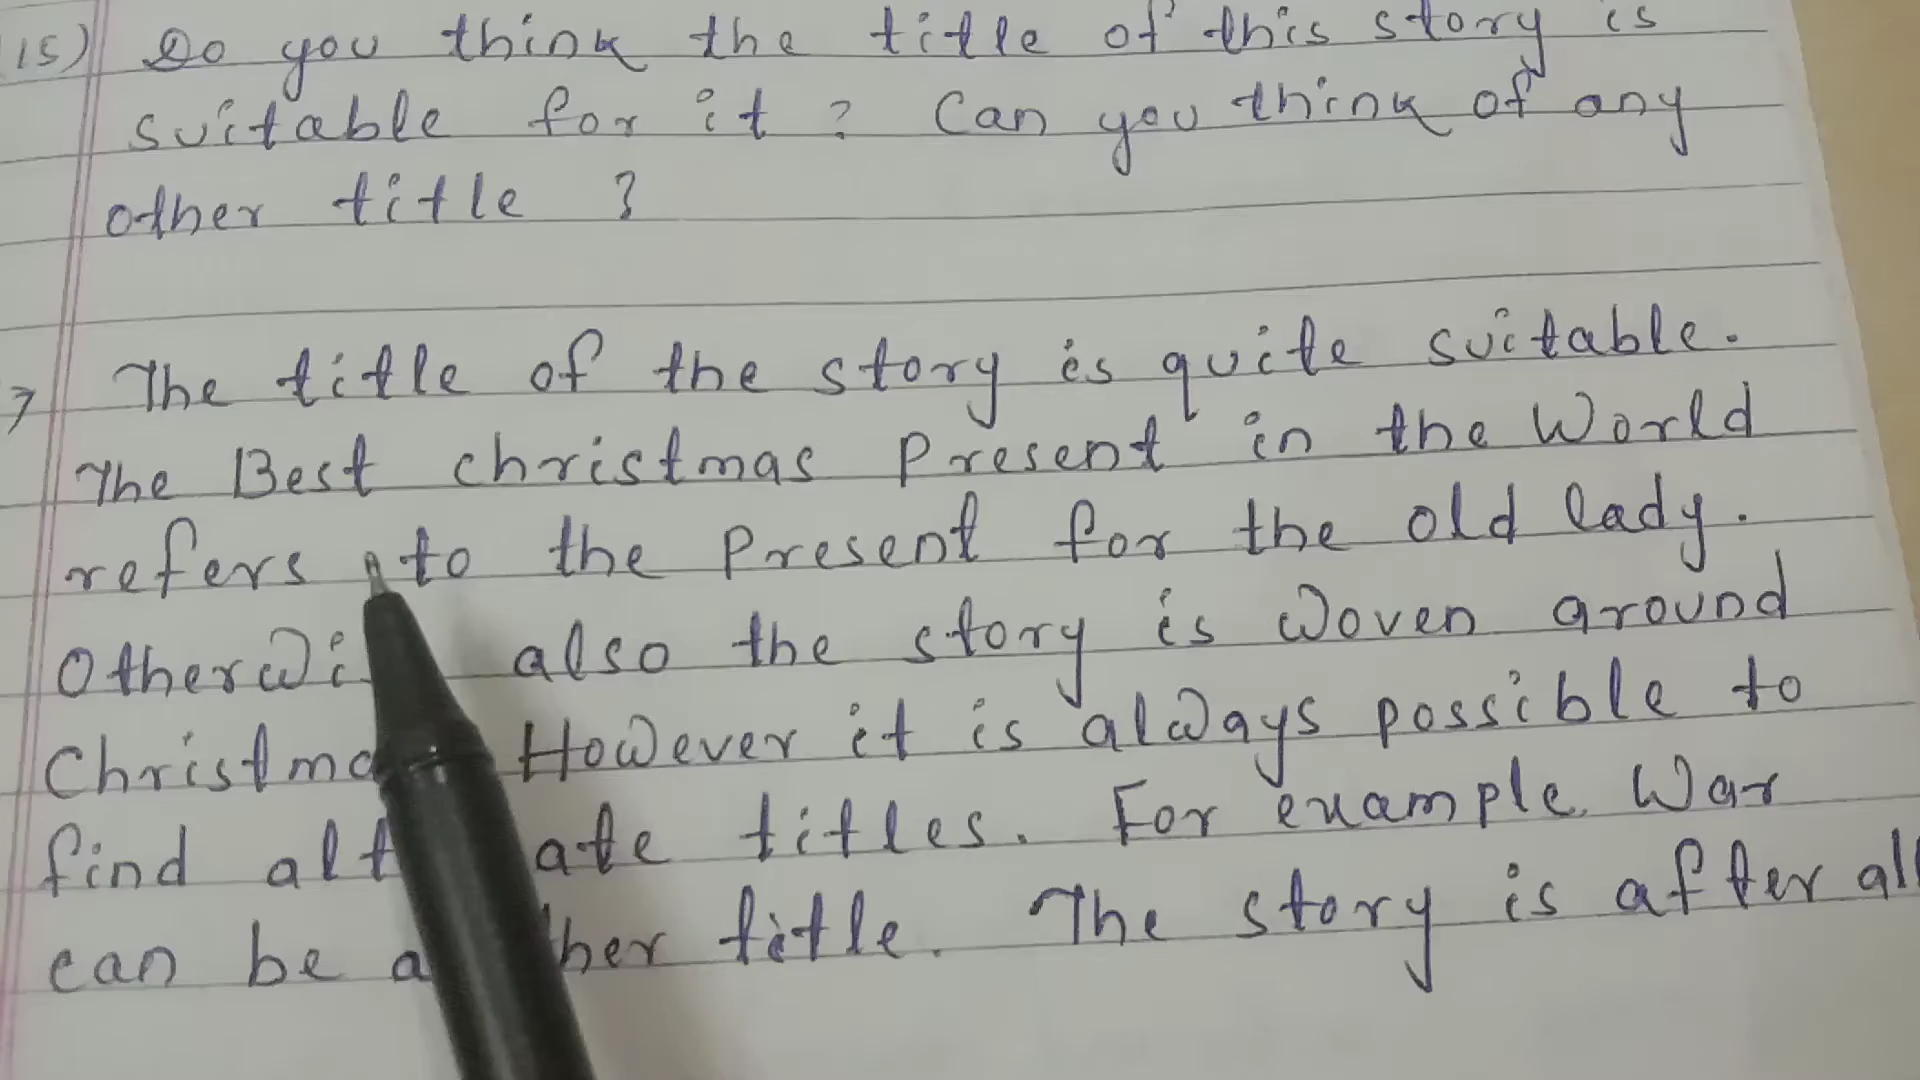 15) Do you think the title of this story is
suitable for it ? Can you think of any
other title ?
The title of the story is quite suitable.
The Best christmas Present in the World
refers to the Present for the old lady.
also the story is woven around
However it is always possible to
find titles. For example. War
can be title. The story is after all